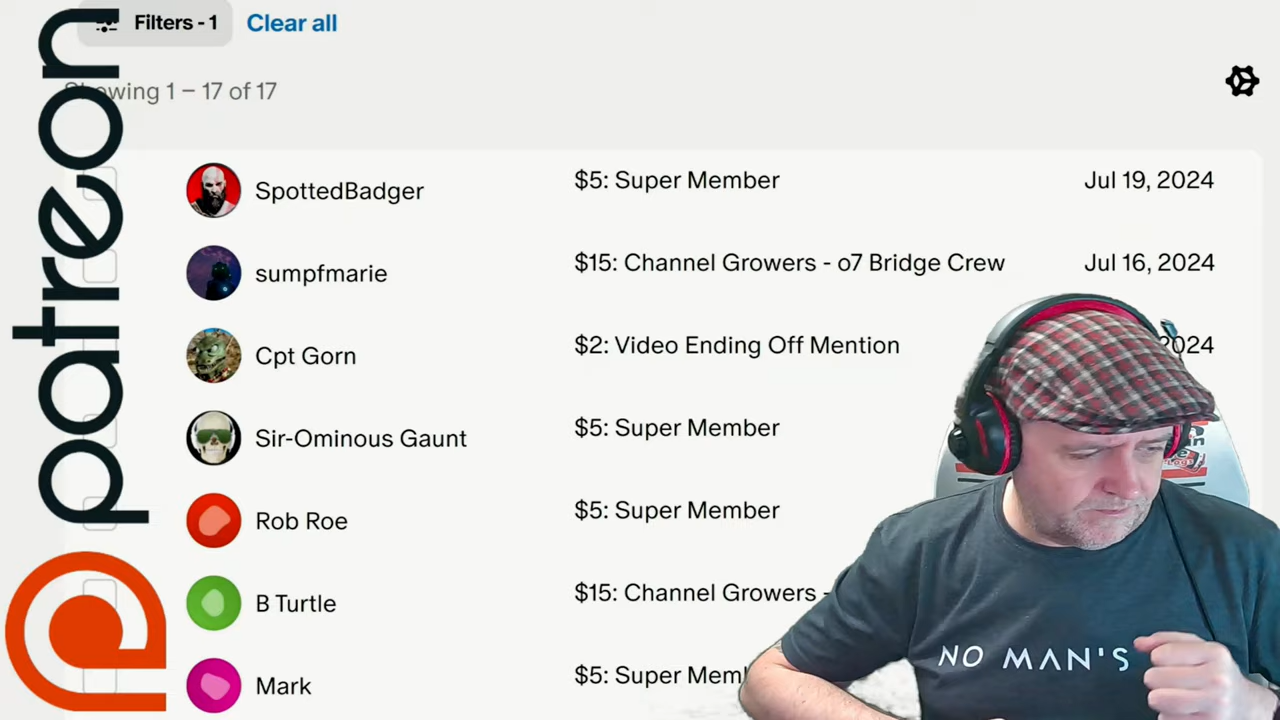 Filters - 1 Clear all
Showing 1 – 17 of 17
patreon
SpottedBadger $5: Super Member Jul 19, 2024
sumpfmarie $15: Channel Growers - o7 Bridge Crew Jul 16, 2024
Cpt Gorn $2: Video Ending Off Mention 2024
Sir-Ominous Gaunt $5: Super Member
Rob Roe $5: Super Member
B Turtle $15: Channel Growers -
Mark $5: Super
NO MAN'S